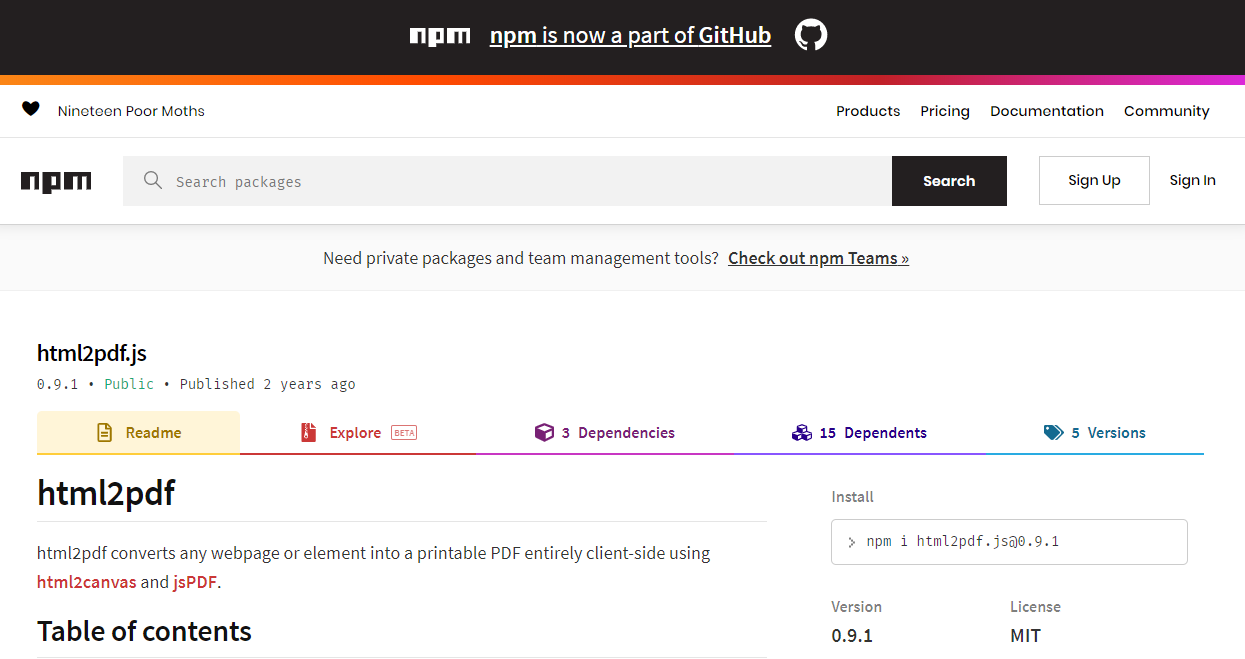 npm npm is now a part of GitHub
Nineteen Poor Moths Products Pricing Documentation Community
npm Search packages Search Sign Up Sign In
Need private packages and team management tools? Check out npm Teams »
html2pdf.js
0.9.1 • Public • Published 2 years ago
Readme Explore BETA 3 Dependencies 15 Dependents 5 Versions
html2pdf
html2pdf converts any webpage or element into a printable PDF entirely client-side using
html2canvas and jsPDF.
Table of contents
Install
> npm i html2pdf.js@0.9.1
Version License
0.9.1 MIT